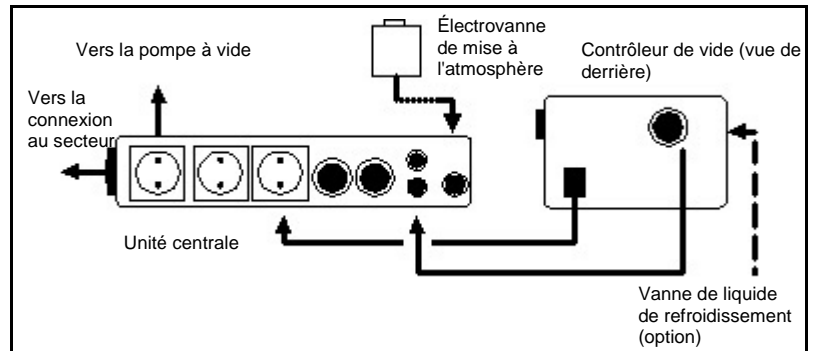 Vers la pompe à vide
Électrovanne
de mise à
l'atmosphère
Contrôleur de vide (vue de
derrière)
Vers la
connexion
au secteur
Unité centrale
Vanne de liquide
de refroidissement
(option)